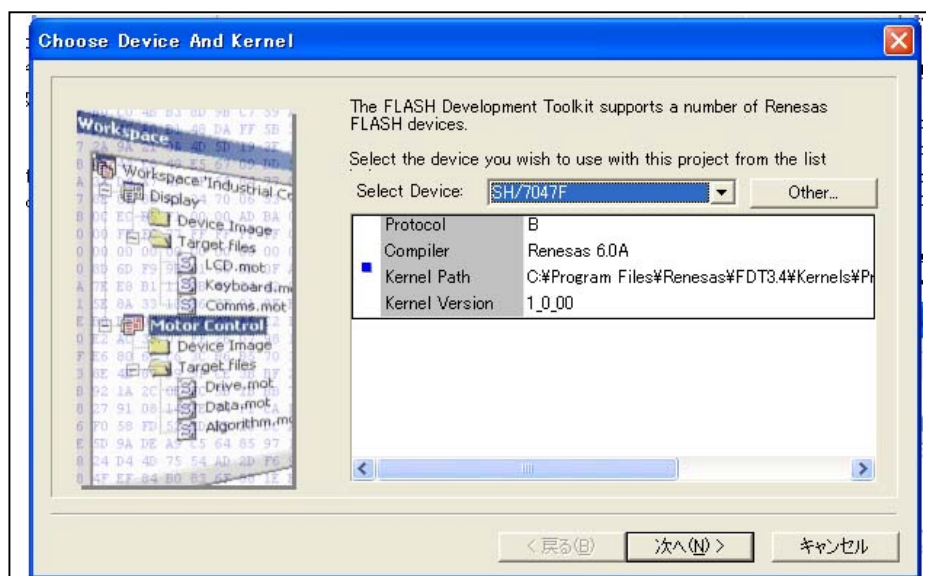 Choose Device And Kernel
The FLASH Development Toolkit supports a number of Renesas
FLASH devices.
Select the device you wish to use with this project from the list
Select Device:
SH/7047F
Other...
Protocol B
Compiler Renesas 6.0A
Kernel Path C:¥Program Files¥Renesas¥FDT3.4¥Kernels¥Pr
Kernel Version 1_0_00
Workspace
Workspace 'Industrial Co
Display
Device Image
Target files
LCD.mot
Keyboard.m
Comms.mot
Motor Control
Device Image
Target files
Drive.mot
Data.mot
Algorithm.mo
< 戻る(B)
次へ(N) >
キャンセル